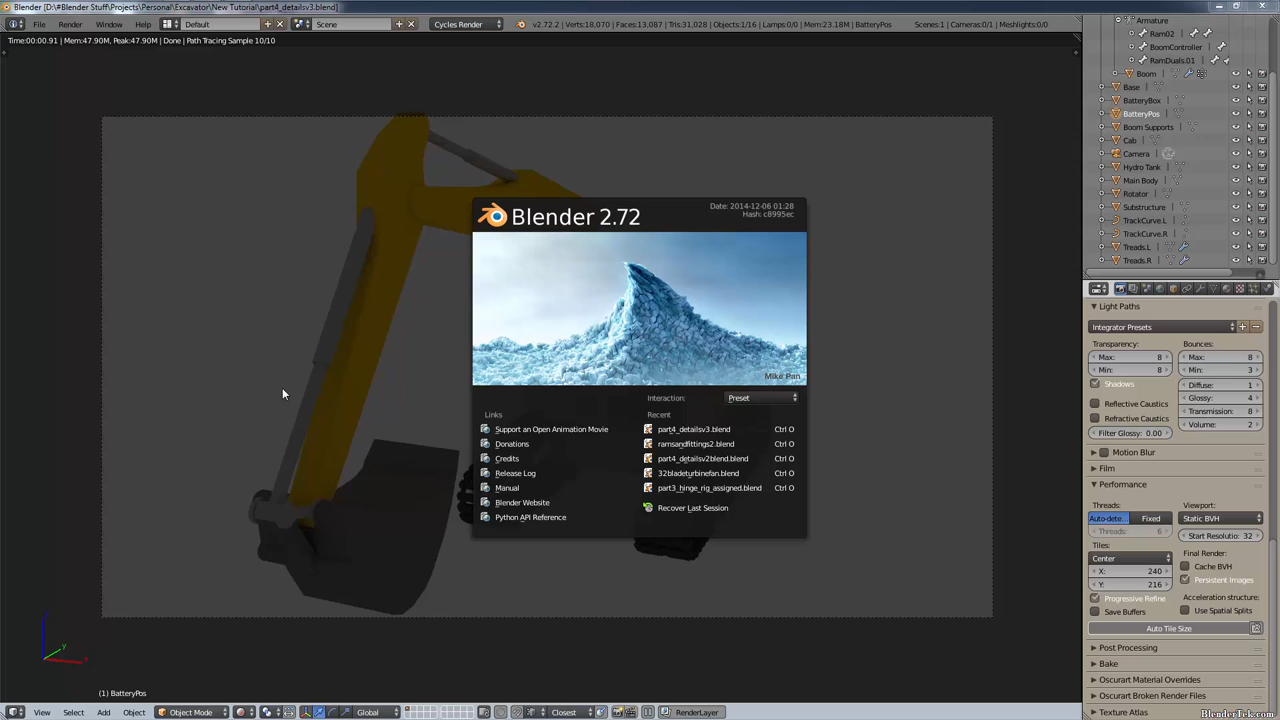 Blender [D:\#Blender Stuff\Projects\Personal\Excavator\New Tutorial\part4_detailsv3.blend]
File Render Window Help Default Scene Cycles Render v2.72.2 | Verts:18,070 | Faces:13,087 | Tris:31,028 | Objects:1/16 | Lamps:0/0 | Mem:23.18M | BatteryPos Scenes:1 | Cameras:0/1 | Meshlights:0/0
Time:00:00.91 | Mem:47.90M, Peak:47.90M | Done | Path Tracing Sample 10/10
Armature
Ram02
BoomController
RamDuals.01
Boom
Base
BatteryBox
BatteryPos
Boom Supports
Cab
Camera
Hydro Tank
Main Body
Rotator
Substructure
TrackCurve.L
TrackCurve.R
Treads.L
Treads.R
Blender 2.72
Date: 2014-12-06 01:28
Hash: c8995ec
Mike Pan
Interaction: Preset
Links
Support an Open Animation Movie
Donations
Credits
Release Log
Manual
Blender Website
Python API Reference
Recent
part4_detailsv3.blend Ctrl O
ramsandfittings2.blend Ctrl O
part4_detailsv2blend.blend Ctrl O
32bladeturbinefan.blend Ctrl O
part3_hinge_rig_assigned.blend Ctrl O
Recover Last Session
Light Paths
Integrator Presets
Transparency: Bounces:
Max: 8 Max: 8
Min: 8 Min: 3
Shadows Diffuse: 1
Reflective Caustics Glossy: 4
Refractive Caustics Transmission: 8
Filter Glossy: 0.00 Volume: 2
Motion Blur
Film
Performance
Threads: Viewport:
Auto-dete... Fixed Static BVH
Threads: 6 Start Resolutio: 32
Tiles: Final Render:
Center Cache BVH
X: 240 Persistent Images
Y: 216 Acceleration structure:
Progressive Refine Use Spatial Splits
Save Buffers
Auto Tile Size
Post Processing
Bake
Oscurart Material Overrides
Oscurart Broken Render Files
Texture Atlas
z
y
x
(1) BatteryPos
View Select Add Object Object Mode Global Closest RenderLayer
BlenderTek.com